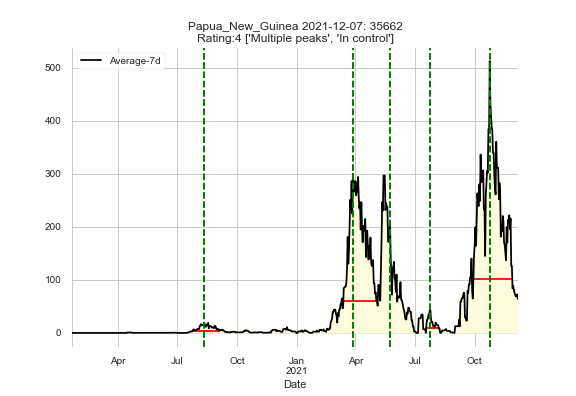 Papua_New_Guinea 2021-12-07: 35662
Rating:4 ['Multiple peaks', 'In control']
Average-7d
500
400
300
200
100
0
Apr Jul Oct Jan Apr Jul Oct
2021
Date